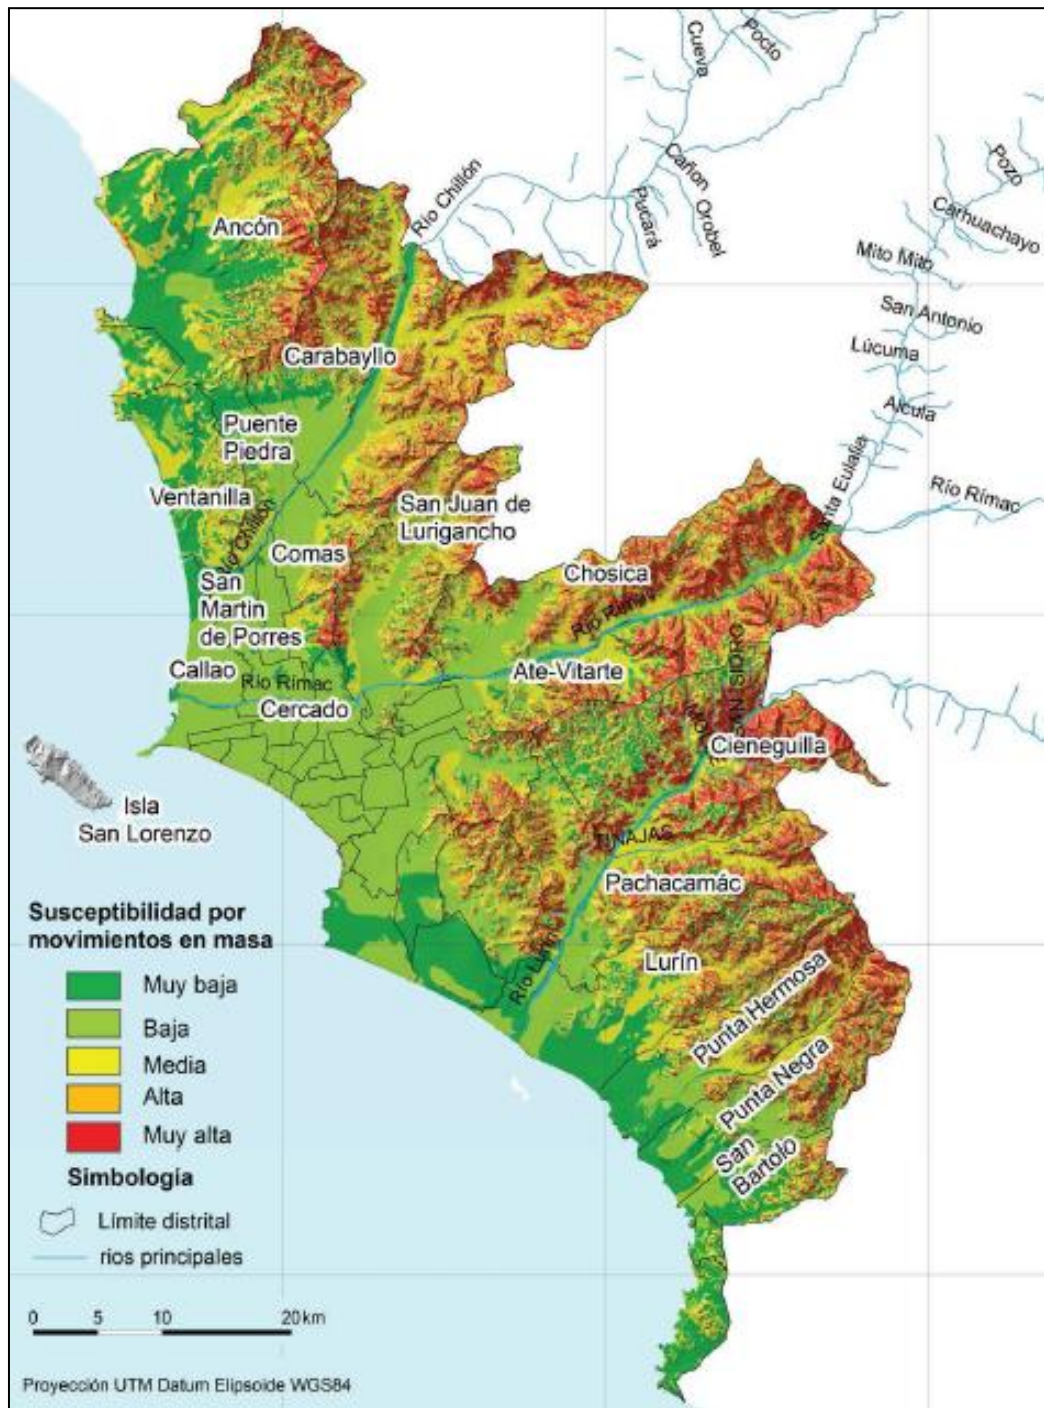 Cueva
Pocto
Pozo
Cañon
Orobel
Pucará
Río Chillón
Carhuachayo
Mito Mito
San Antonio
Lúcuma
Santa Eulalia
Río Rímac
Ancón
Carabayllo
Puente
Piedra
Ventanilla
Río Chillón
San Juan de
Lurigancho
Comas
Chosica
San
Martin
de Porres
Río Rímac
Callao
Río Rímac
Ate-Vitarte
Cercado
Cieneguilla
Isla
San Lorenzo
TINAJAS
Pachacamác
Río Lurín
Lurín
Punta Hermosa
Punta Negra
San
Bartolo
Susceptibilidad por
movimientos en masa
Muy baja
Baja
Media
Alta
Muy alta
Simbología
Límite distrital
rios principales
0 5 10 20 km
Proyección UTM Datum Elipsoide WGS84